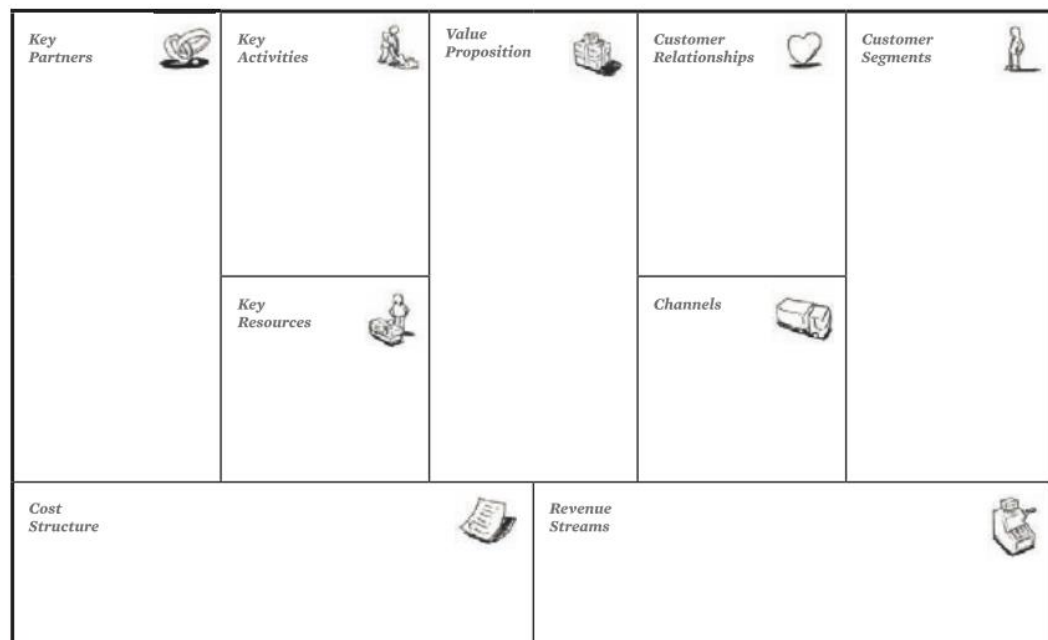 Key
Partners
Key
Activities
Value
Proposition
Customer
Relationships
Customer
Segments
Key
Resources
Channels
Cost
Structure
Revenue
Streams